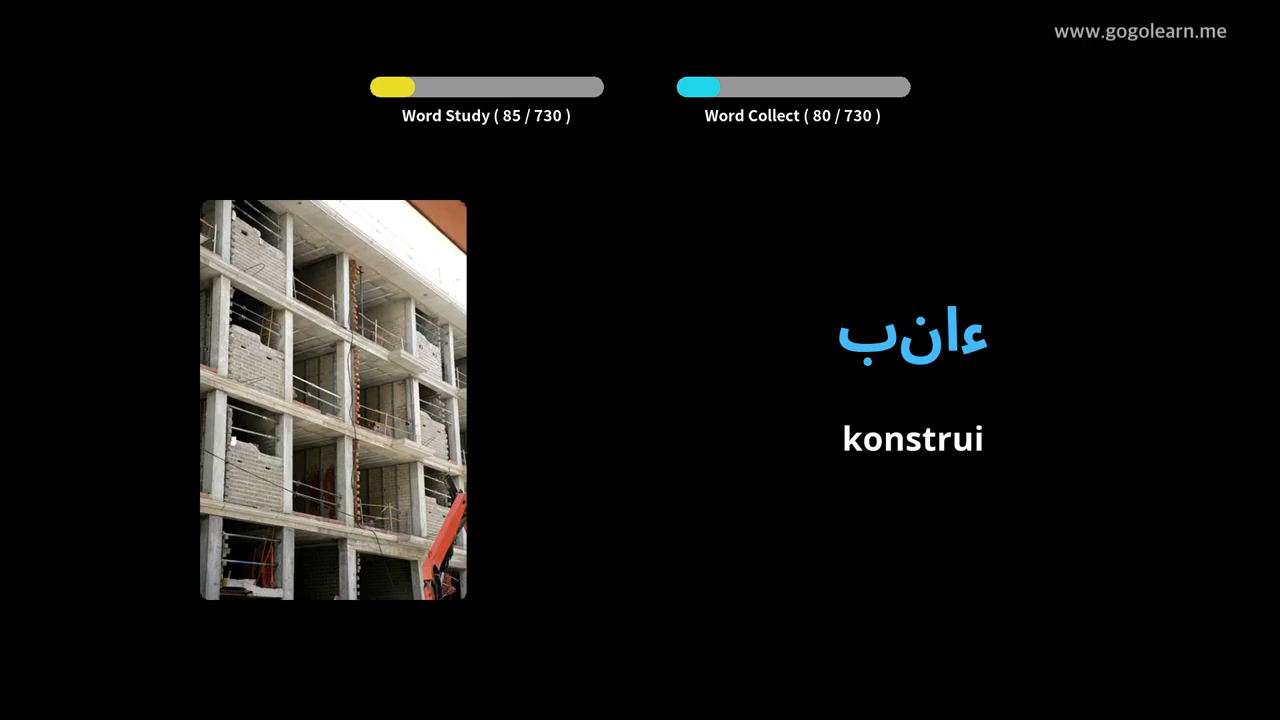 www.gogolearn.me
Word Study ( 85 / 730 )
Word Collect ( 80 / 730 )
ءانب
konstrui